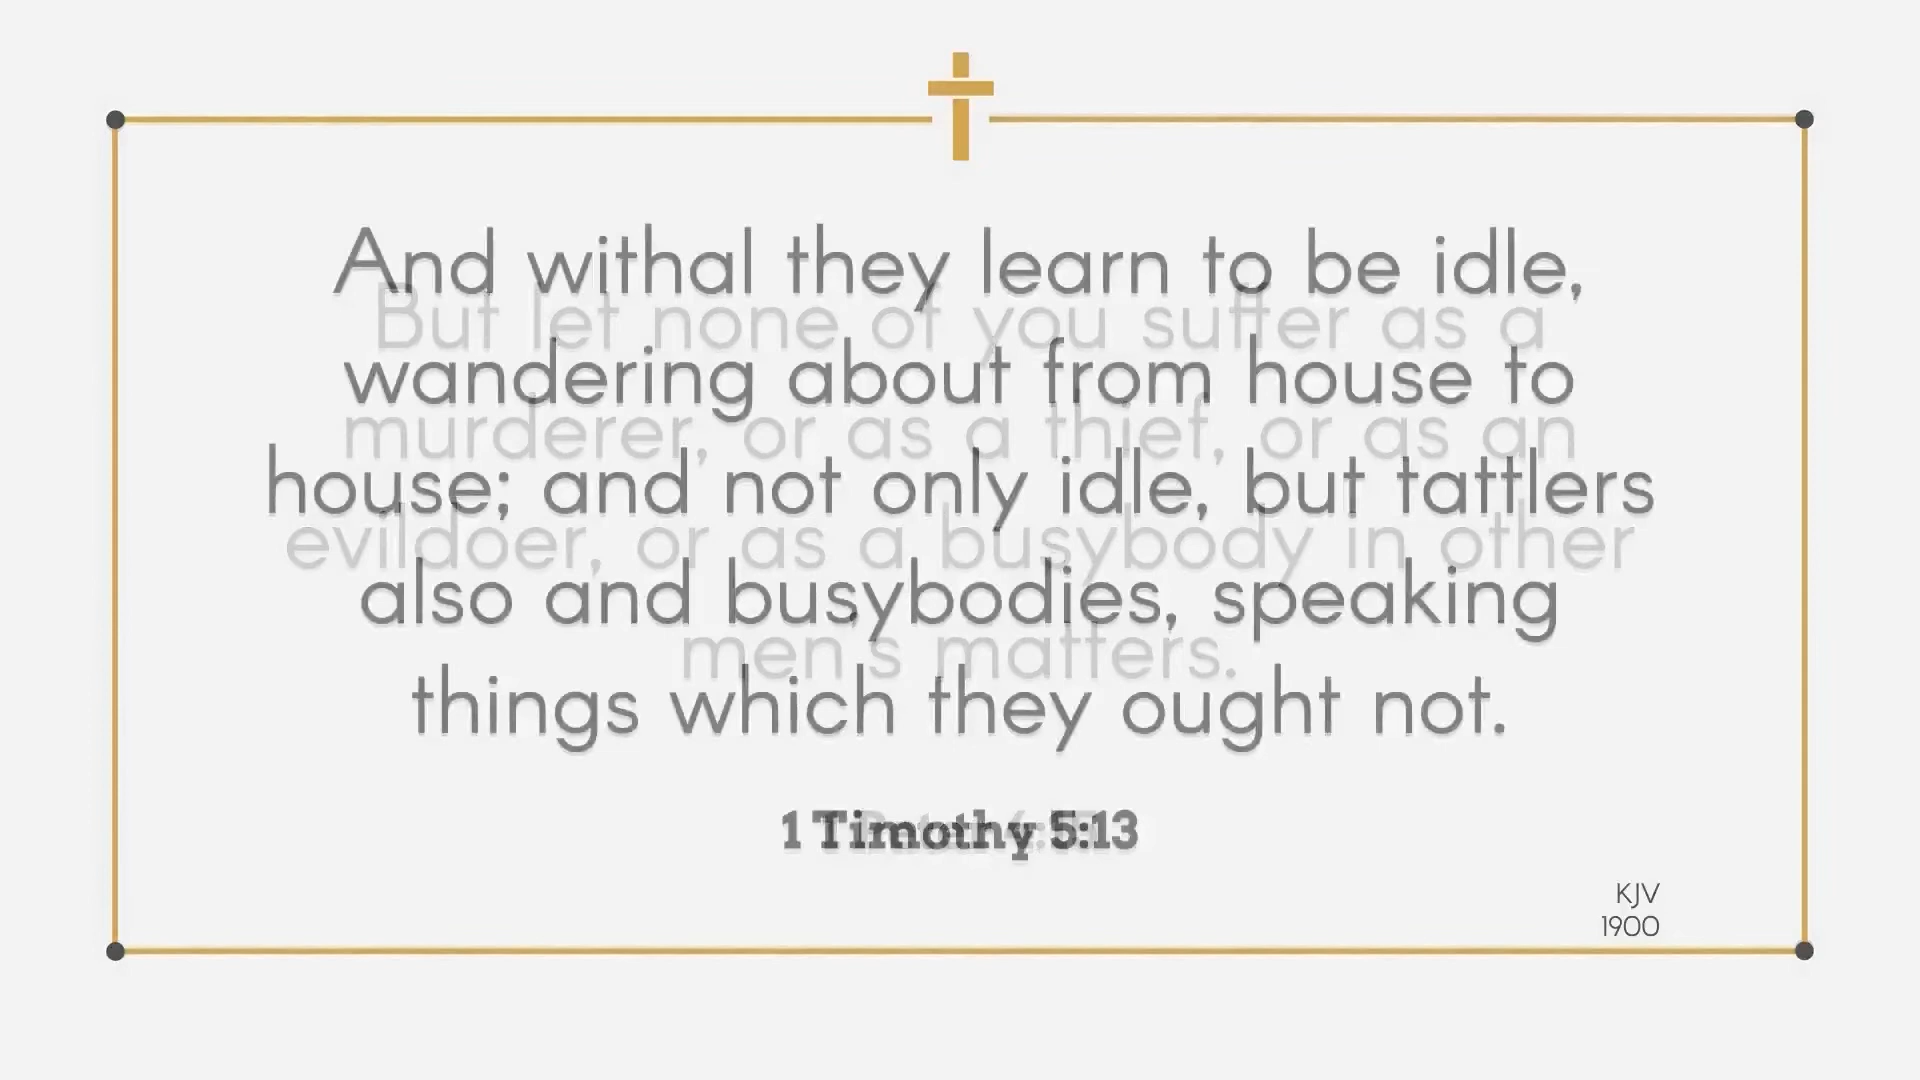 And withal they learn to be idle,
But let none of you suffer as a
wandering about from house to
murderer, or as a thief, or as an
house; and not only idle, but tattlers
evildoer, or as a busybody in other
also and busybodies, speaking
men's matters.
things which they ought not.
1 Timothy 5:13
KJV
1900